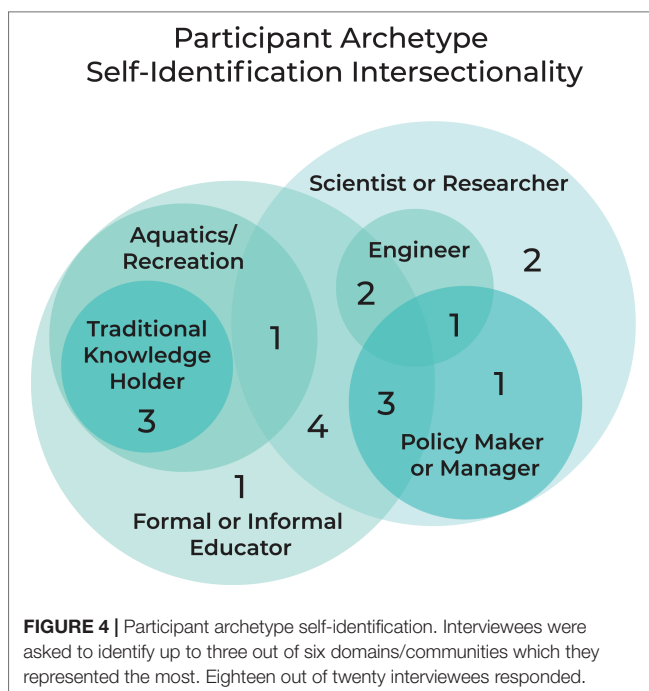 Participant Archetype
Self-Identification Intersectionality
Scientist or Researcher
Aquatics/
Recreation
Engineer
2
2
Traditional
Knowledge
Holder
1
1
1
3
3
4
Policy Maker
or Manager
1
Formal or Informal
Educator
FIGURE 4 | Participant archetype self-identification. Interviewees were
asked to identify up to three out of six domains/communities which they
represented the most. Eighteen out of twenty interviewees responded.